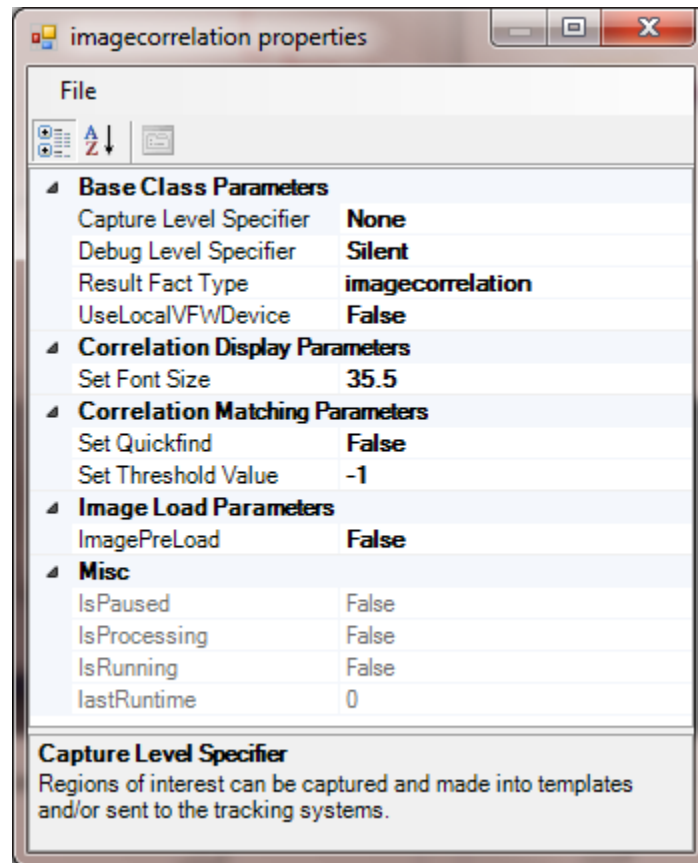 imagecorrelation properties
File
Base Class Parameters
Capture Level Specifier None
Debug Level Specifier Silent
Result Fact Type imagecorrelation
UseLocalVFWDevice False
Correlation Display Parameters
Set Font Size 35.5
Correlation Matching Parameters
Set Quickfind False
Set Threshold Value -1
Image Load Parameters
ImagePreLoad False
Misc
IsPaused False
IsProcessing False
IsRunning False
lastRuntime 0
Capture Level Specifier
Regions of interest can be captured and made into templates
and/or sent to the tracking systems.